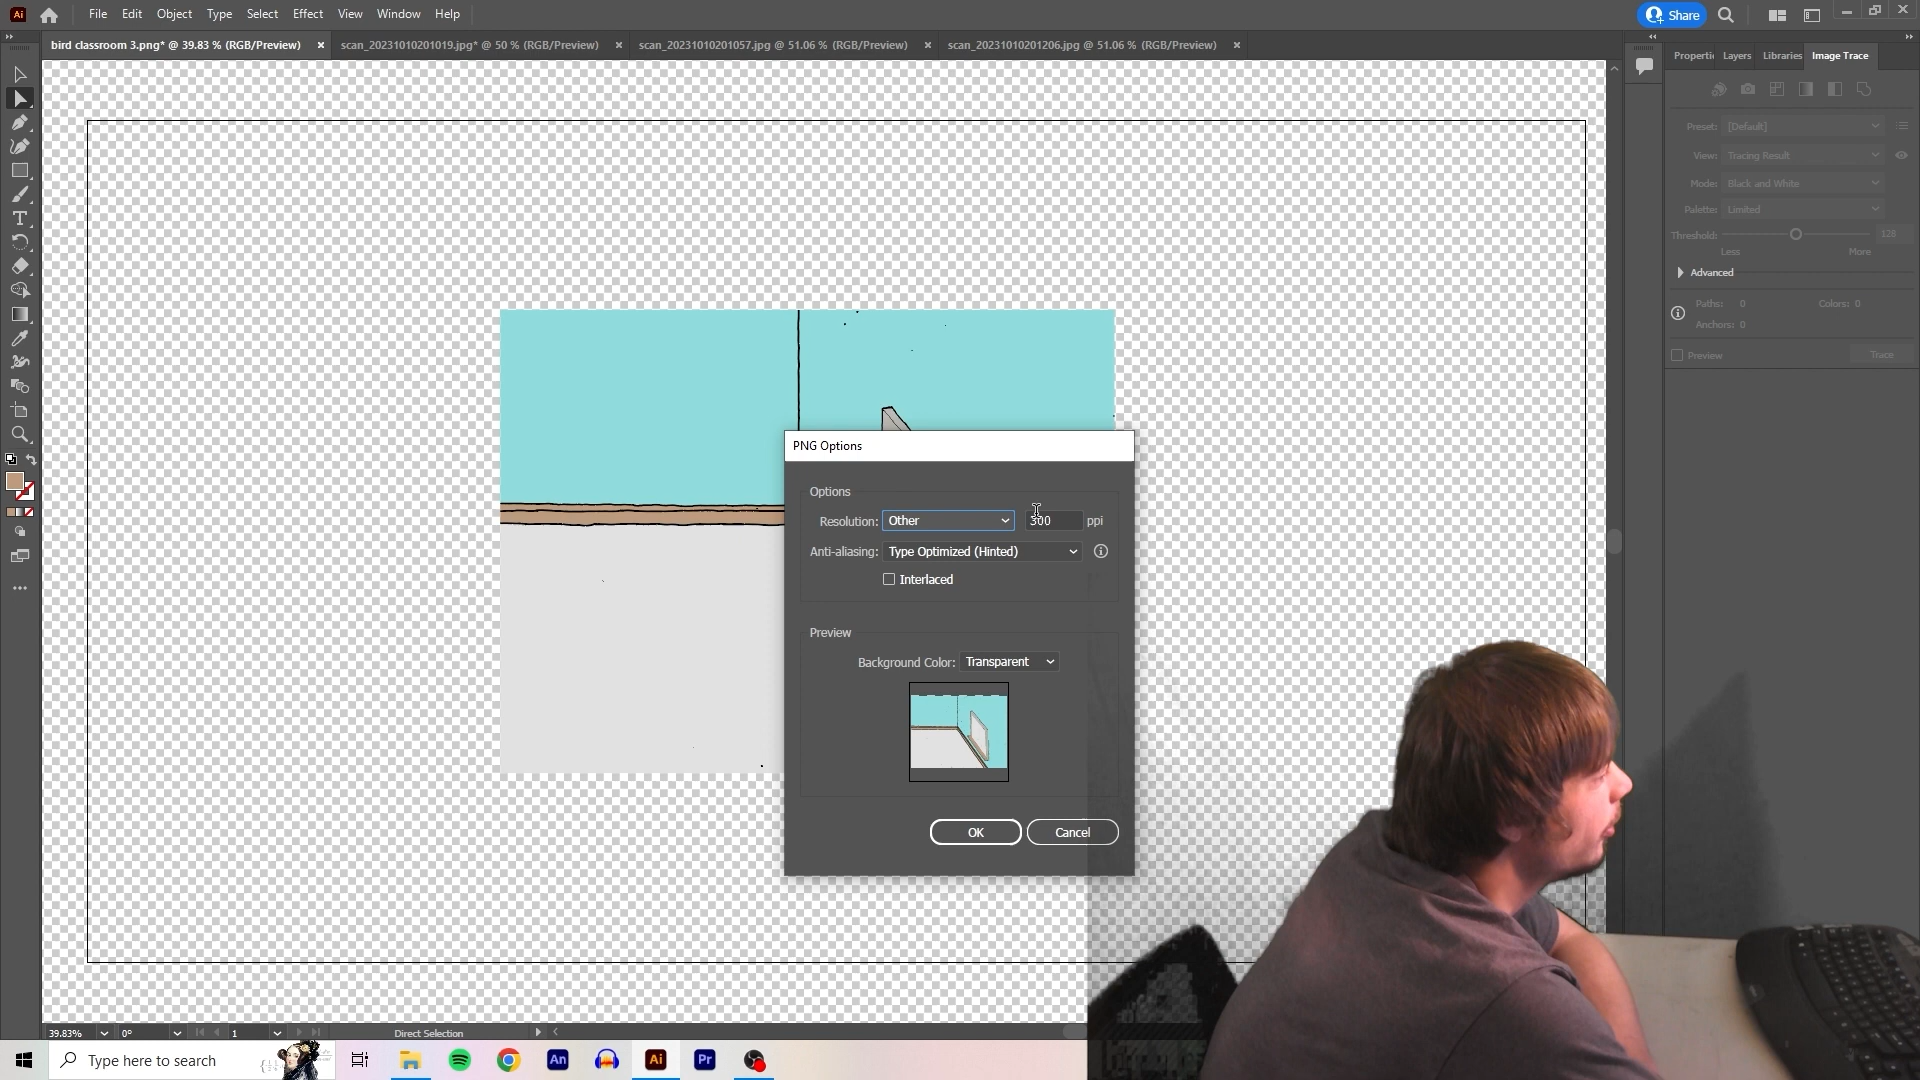 Ai File Edit Object Type Select Effect View Window Help Share
bird classroom 3.png* @ 39.83 % (RGB/Preview) × scan_20231010201019.jpg* @ 50 % (RGB/Preview) × scan_20231010201057.jpg @ 51.06 % (RGB/Preview) × scan_20231010201206.jpg @ 51.06 % (RGB/Preview) ×
Properti Layers Libraries Image Trace
Preset: [Default]
View: Tracing Result
Mode: Black and White
Palette: Limited
Threshold: 128
Less More
Advanced
Paths: 0 Colors: 0
Anchors: 0
Preview Trace
PNG Options
Options
Resolution: Other 300 ppi
Anti-aliasing: Type Optimized (Hinted)
Interlaced
Preview
Background Color: Transparent
OK Cancel
39.83% 0° 1 Direct Selection
Type here to search An Ai Pr